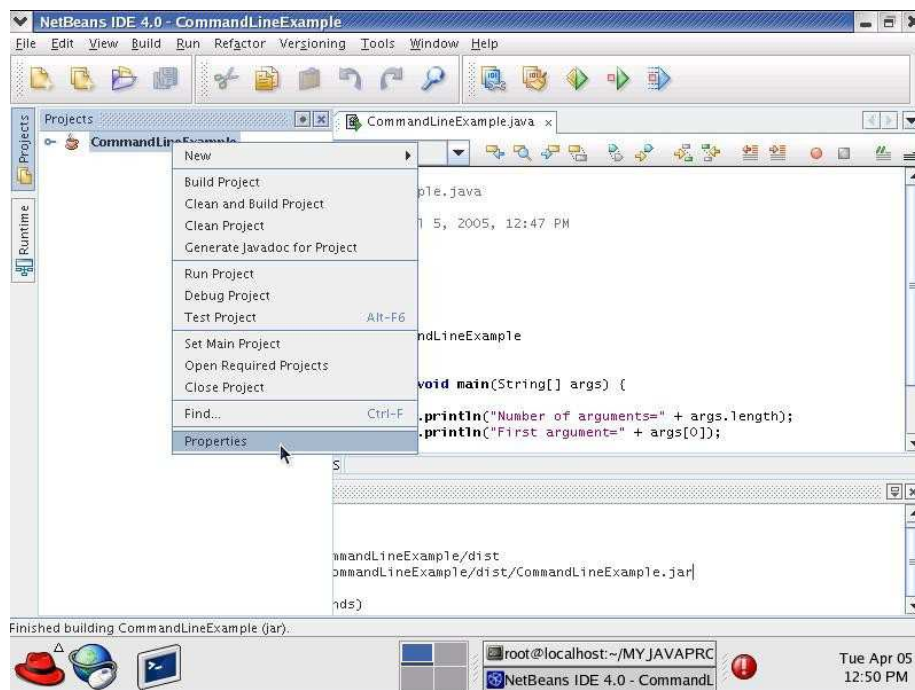 NetBeans IDE 4.0 - CommandLineExample
File Edit View Build Run Refactor Versioning Tools Window Help
Projects
CommandLineExample.java
Projects
Runtime
CommandLineExample
New
Build Project
Clean and Build Project
Clean Project
Generate Javadoc for Project
Run Project
Debug Project
Test Project Alt-F6
Set Main Project
Open Required Projects
Close Project
Find... Ctrl-F
Properties
ple.java
5, 2005, 12:47 PM
ndLineExample
void main(String[] args) {
.println("Number of arguments=" + args.length);
.println("First argument=" + args[0]);
S
mmandLineExample/dist
ommandLineExample/dist/CommandLineExample.jar
nds)
Finished building CommandLineExample (jar).
root@localhost:~/MYJAVAPRC
NetBeans IDE 4.0 - CommandL
Tue Apr 05
12:50 PM